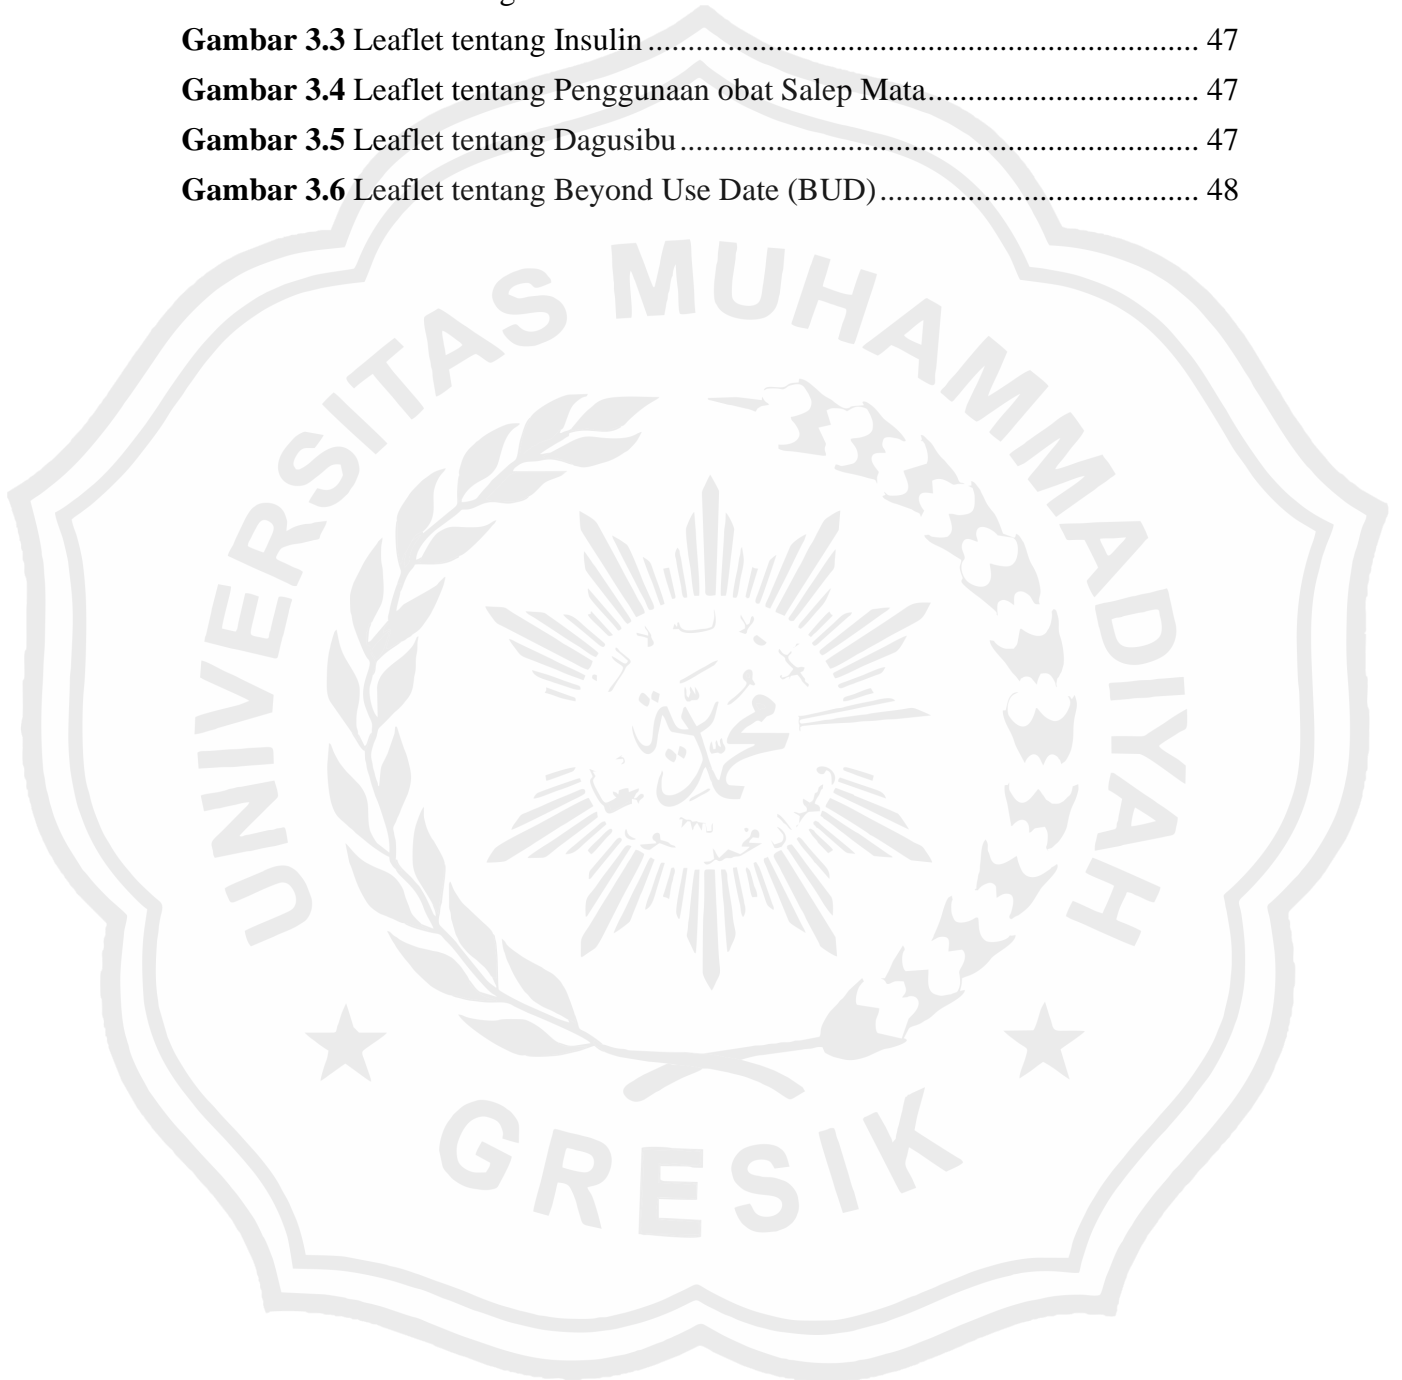 Gambar 3.3 Leaflet tentang Insulin ..................................................................... 47
Gambar 3.4 Leaflet tentang Penggunaan obat Salep Mata.................................. 47
Gambar 3.5 Leaflet tentang Dagusibu ................................................................. 47
Gambar 3.6 Leaflet tentang Beyond Use Date (BUD) ........................................ 48
UNIVERSITAS MUHAMMADIYAH
محمدية
GRESIK